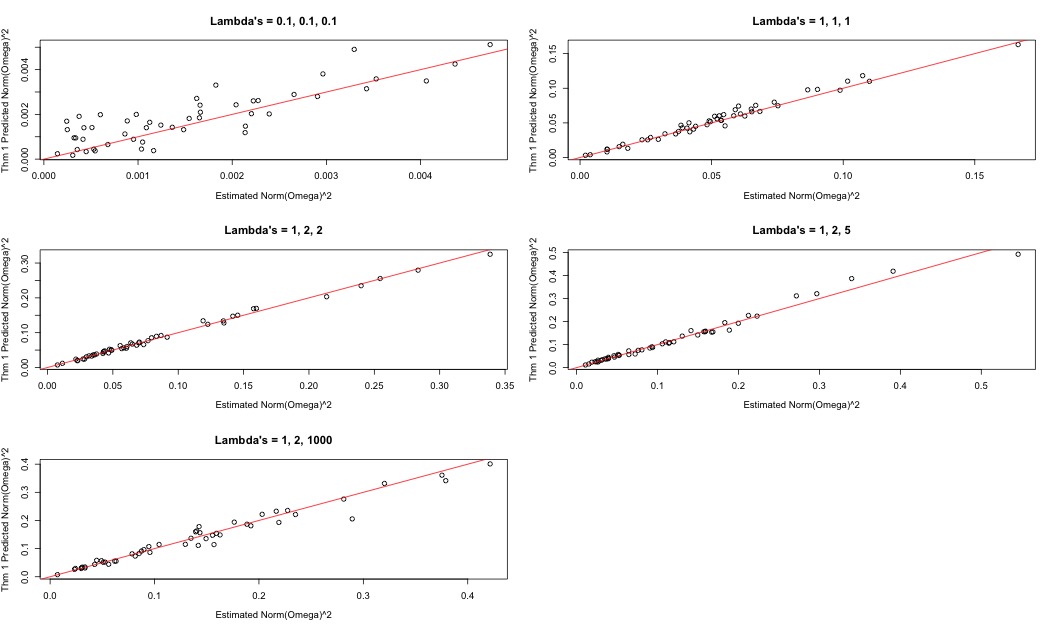 Lambda's = 0.1, 0.1, 0.1
Thm 1 Predicted Norm(Omega)^2
0.000 0.002 0.004
0.000 0.001 0.002 0.003 0.004
Estimated Norm(Omega)^2
Lambda's = 1, 1, 1
Thm 1 Predicted Norm(Omega)^2
0.00 0.05 0.10 0.15
0.00 0.05 0.10 0.15
Estimated Norm(Omega)^2
Lambda's = 1, 2, 2
Thm 1 Predicted Norm(Omega)^2
0.00 0.10 0.20 0.30
0.00 0.05 0.10 0.15 0.20 0.25 0.30 0.35
Estimated Norm(Omega)^2
Lambda's = 1, 2, 5
Thm 1 Predicted Norm(Omega)^2
0.0 0.1 0.2 0.3 0.4 0.5
0.0 0.1 0.2 0.3 0.4 0.5
Estimated Norm(Omega)^2
Lambda's = 1, 2, 1000
Thm 1 Predicted Norm(Omega)^2
0.0 0.1 0.2 0.3 0.4
0.0 0.1 0.2 0.3 0.4
Estimated Norm(Omega)^2